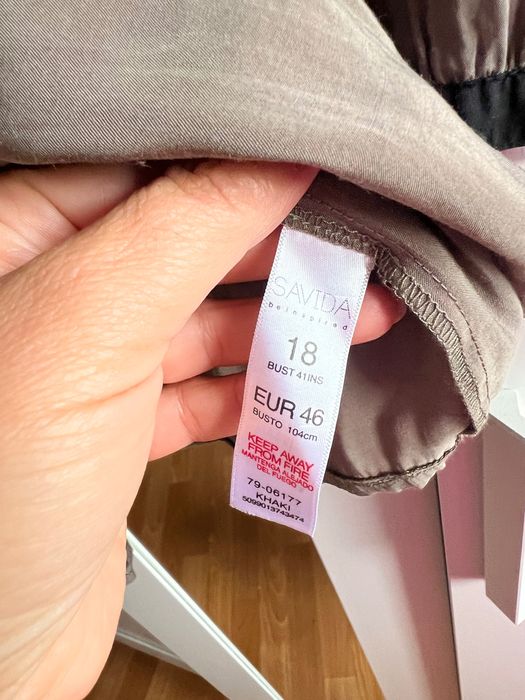 SAVIDA
beinspired
18
BUST 41INS
EUR 46
BUSTO 104cm
KEEP AWAY
FROM FIRE
MANTENGA ALEJADO
DEL FUEGO
79-06177
KHAKI
5099013743474